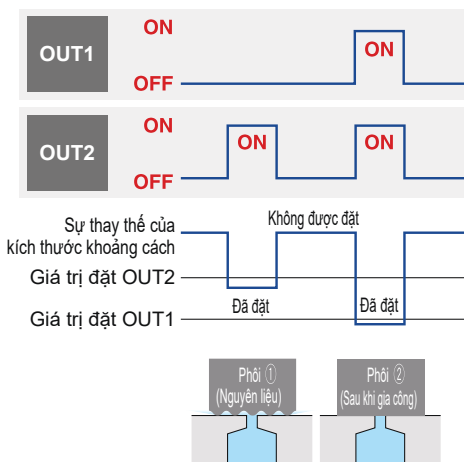 ON
OUT1
ON
OFF
ON
OUT2
ON
ON
OFF
Sự thay thế của
kích thước khoảng cách
Không được đặt
Giá trị đặt OUT2
Đã đặt
Đã đặt
Giá trị đặt OUT1
Phôi ①
(Nguyên liệu)
Phôi ②
(Sau khi gia công)